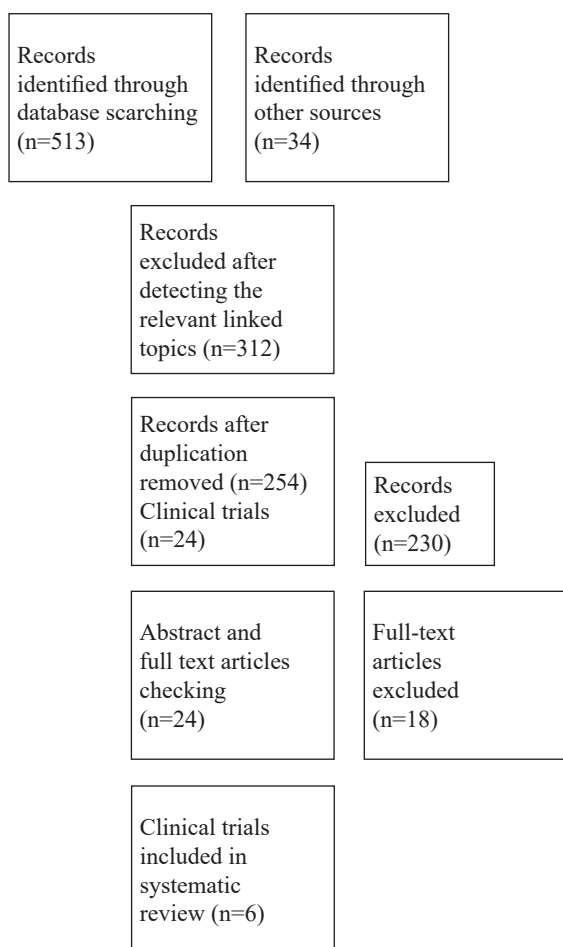 Records
identified through
database scarching
(n=513)
Records
identified through
other sources
(n=34)
Records
excluded after
detecting the
relevant linked
topics (n=312)
Records after
duplication
removed (n=254)
Clinical trials
(n=24)
Records
excluded
(n=230)
Abstract and
full text articles
checking
(n=24)
Full-text
articles
excluded
(n=18)
Clinical trials
included in
systematic
review (n=6)